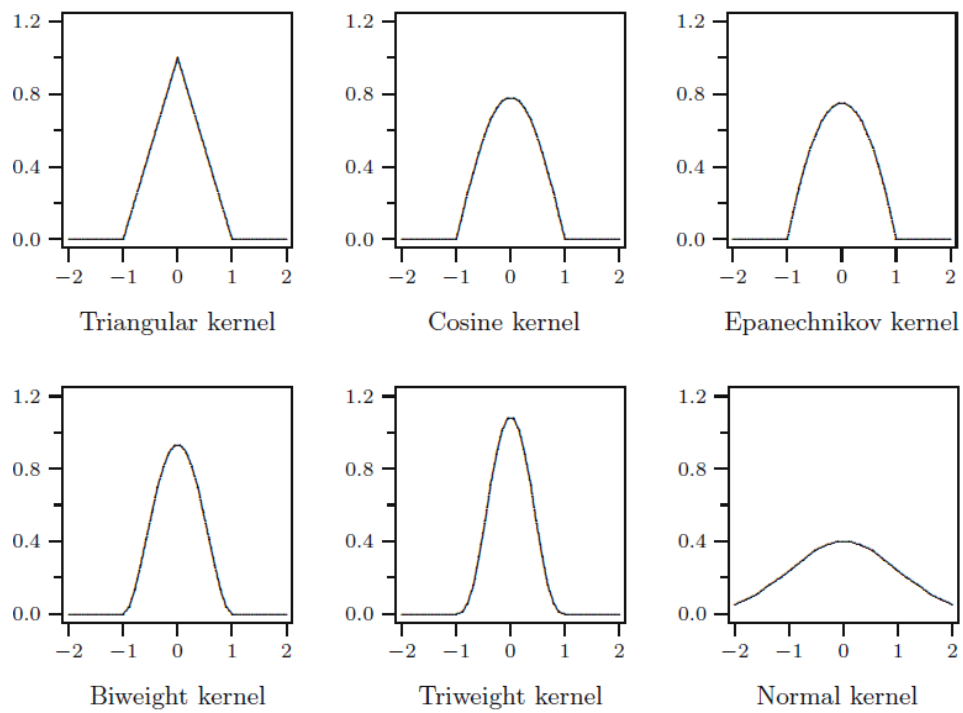 1.2 1.2 1.2
0.8 0.8 0.8
0.4 0.4 0.4
0.0 0.0 0.0
−2 −1 0 1 2 −2 −1 0 1 2 −2 −1 0 1 2
Triangular kernel Cosine kernel Epanechnikov kernel
1.2 1.2 1.2
0.8 0.8 0.8
0.4 0.4 0.4
0.0 0.0 0.0
−2 −1 0 1 2 −2 −1 0 1 2 −2 −1 0 1 2
Biweight kernel Triweight kernel Normal kernel